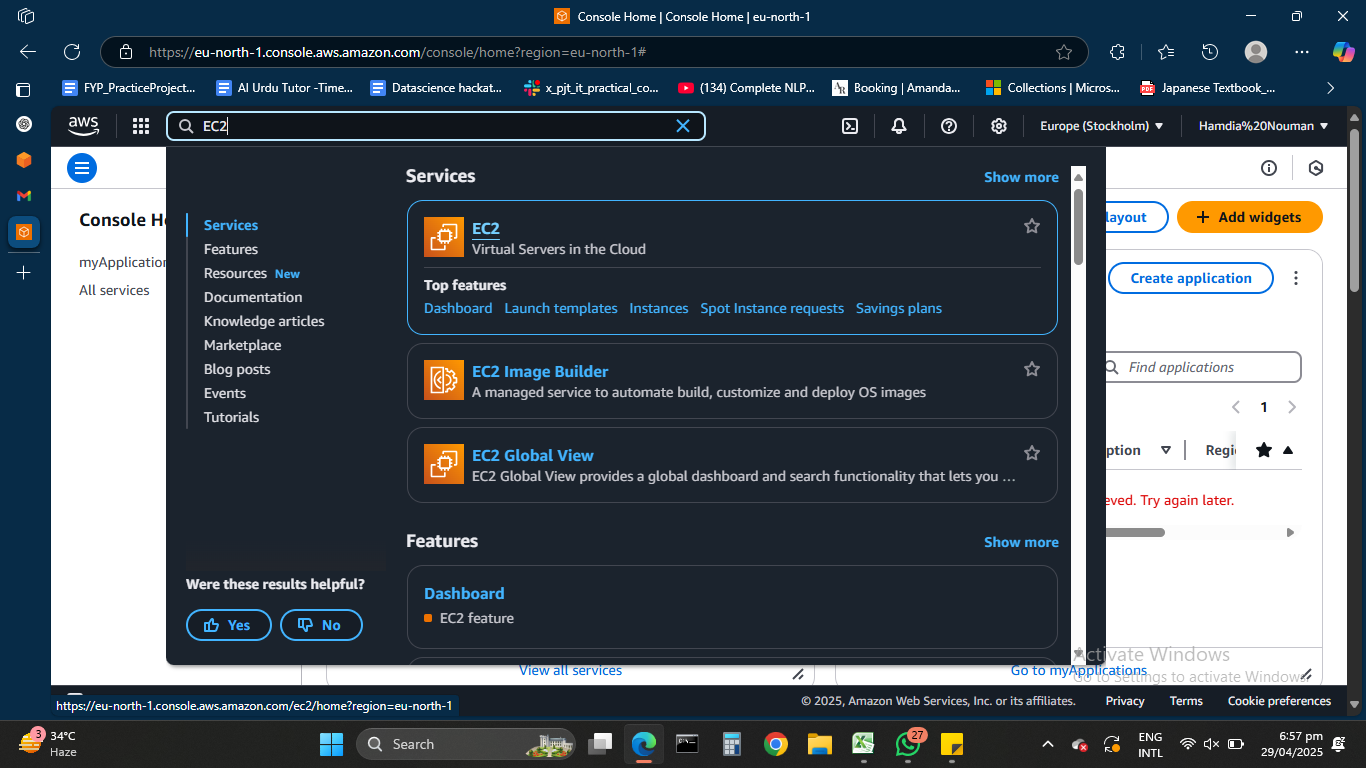 Console Home | Console Home | eu-north-1
https://eu-north-1.console.aws.amazon.com/console/home?region=eu-north-1#
FYP_PracticeProject...
AI Urdu Tutor -Time...
Datascience hackat...
x_pjt_it_practical_co...
(134) Complete NLP...
Booking | Amanda...
Collections | Micros...
Japanese Textbook_...
aws
EC2
Europe (Stockholm)
Hamdia%20Nouman
Console H
layout
Add widgets
myApplication
All services
Create application
Find applications
1
ption
Regi
eved. Try again later.
Services
Features
Resources New
Documentation
Knowledge articles
Marketplace
Blog posts
Events
Tutorials
Were these results helpful?
Yes
No
Services
Show more
EC2
Virtual Servers in the Cloud
Top features
Dashboard Launch templates Instances Spot Instance requests Savings plans
EC2 Image Builder
A managed service to automate build, customize and deploy OS images
EC2 Global View
EC2 Global View provides a global dashboard and search functionality that lets you ...
Features
Show more
Dashboard
EC2 feature
View all services
Go to myApplications
Activate Windows
Go to Settings to activate Windows.
https://eu-north-1.console.aws.amazon.com/ec2/home?region=eu-north-1
© 2025, Amazon Web Services, Inc. or its affiliates.
Privacy
Terms
Cookie preferences
3
34°C
Haze
Search
27
ENG
INTL
6:57 pm
29/04/2025